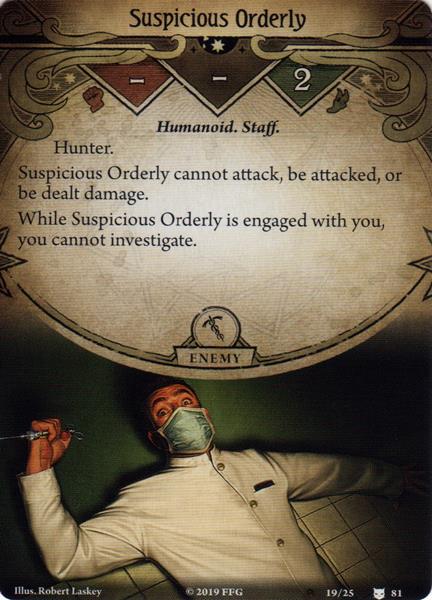 Suspicious Orderly
– – 2
Humanoid. Staff.
Hunter.
Suspicious Orderly cannot attack, be attacked, or
be dealt damage.
While Suspicious Orderly is engaged with you,
you cannot investigate.
ENEMY
Illus. Robert Laskey © 2019 FFG 19/25 81